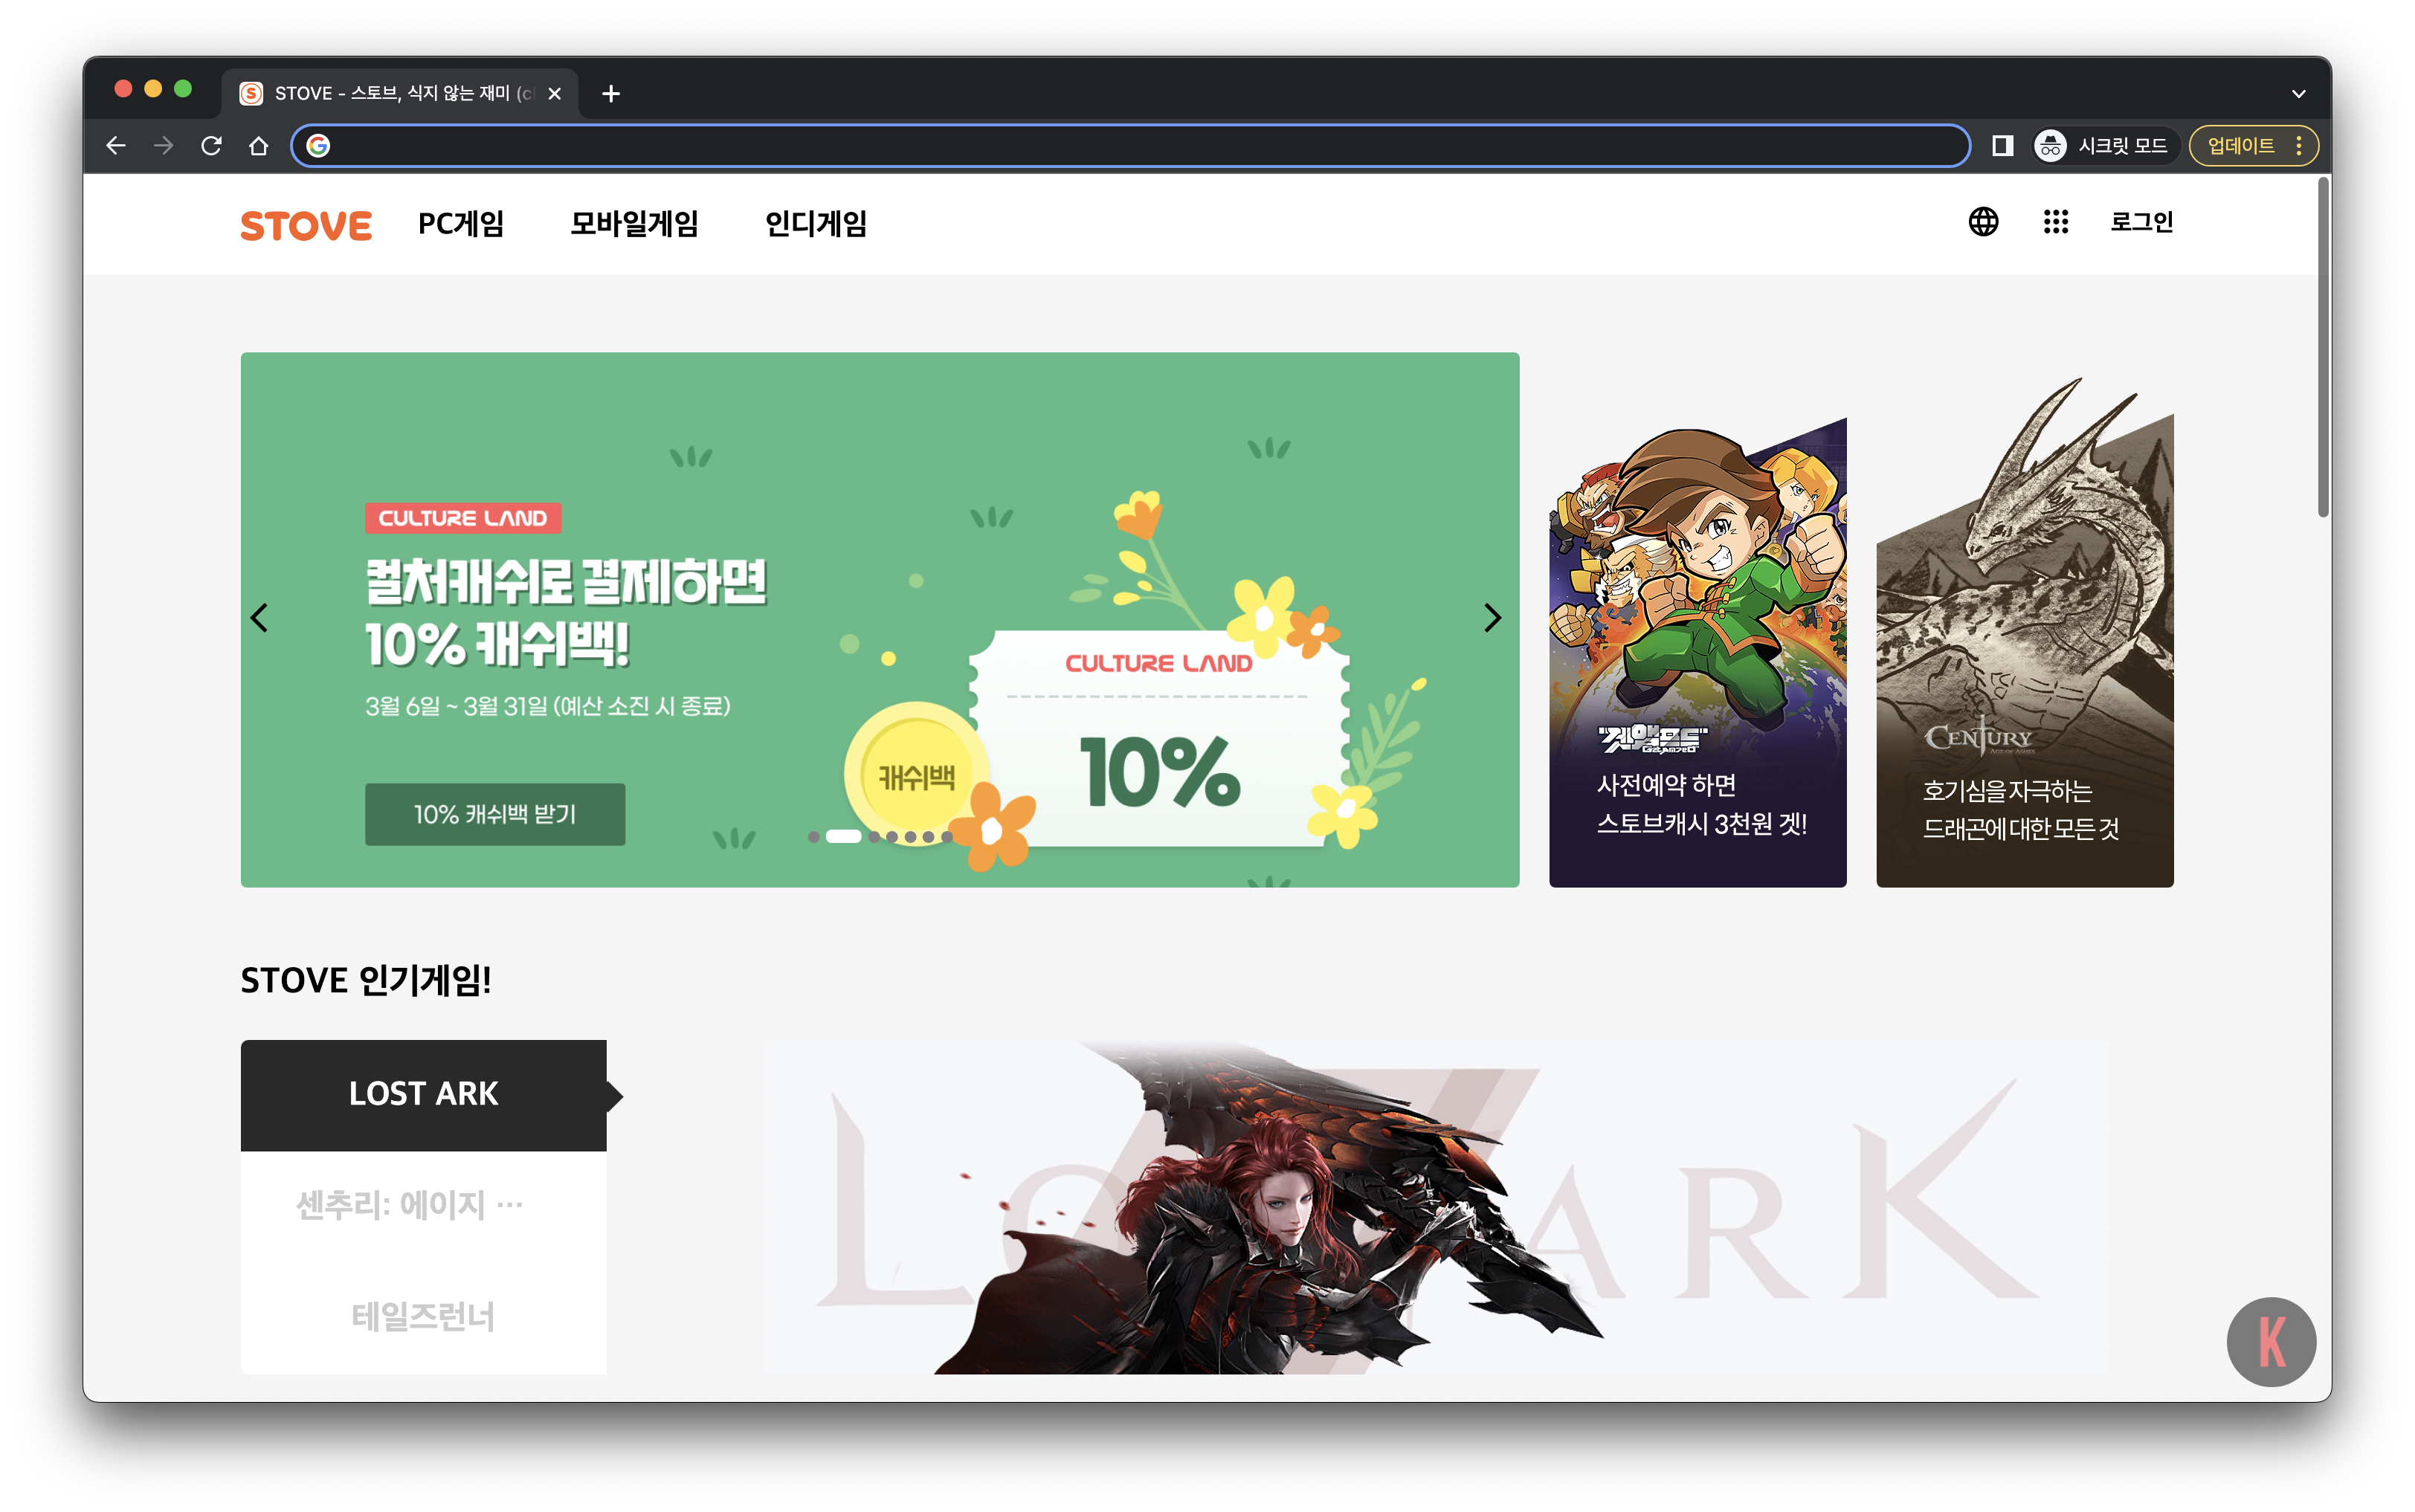 STOVE - 스토브, 식지 않는 재미 (c
시크릿 모드
업데이트
STOVE
PC게임
모바일게임
인디게임
로그인
CULTURE LAND
컬처캐쉬로 결제하면
10% 캐쉬백!
3월 6일 ~ 3월 31일 (예산 소진 시 종료)
10% 캐쉬백 받기
CULTURE LAND
10%
캐쉬백
"겟앰프드"
사전예약 하면
스토브캐시 3천원 겟!
CENTURY
AGE OF ASHES
호기심을 자극하는
드래곤에 대한 모든 것
STOVE 인기게임!
LOST ARK
센추리: 에이지 ···
테일즈런너
LOST ARK
K